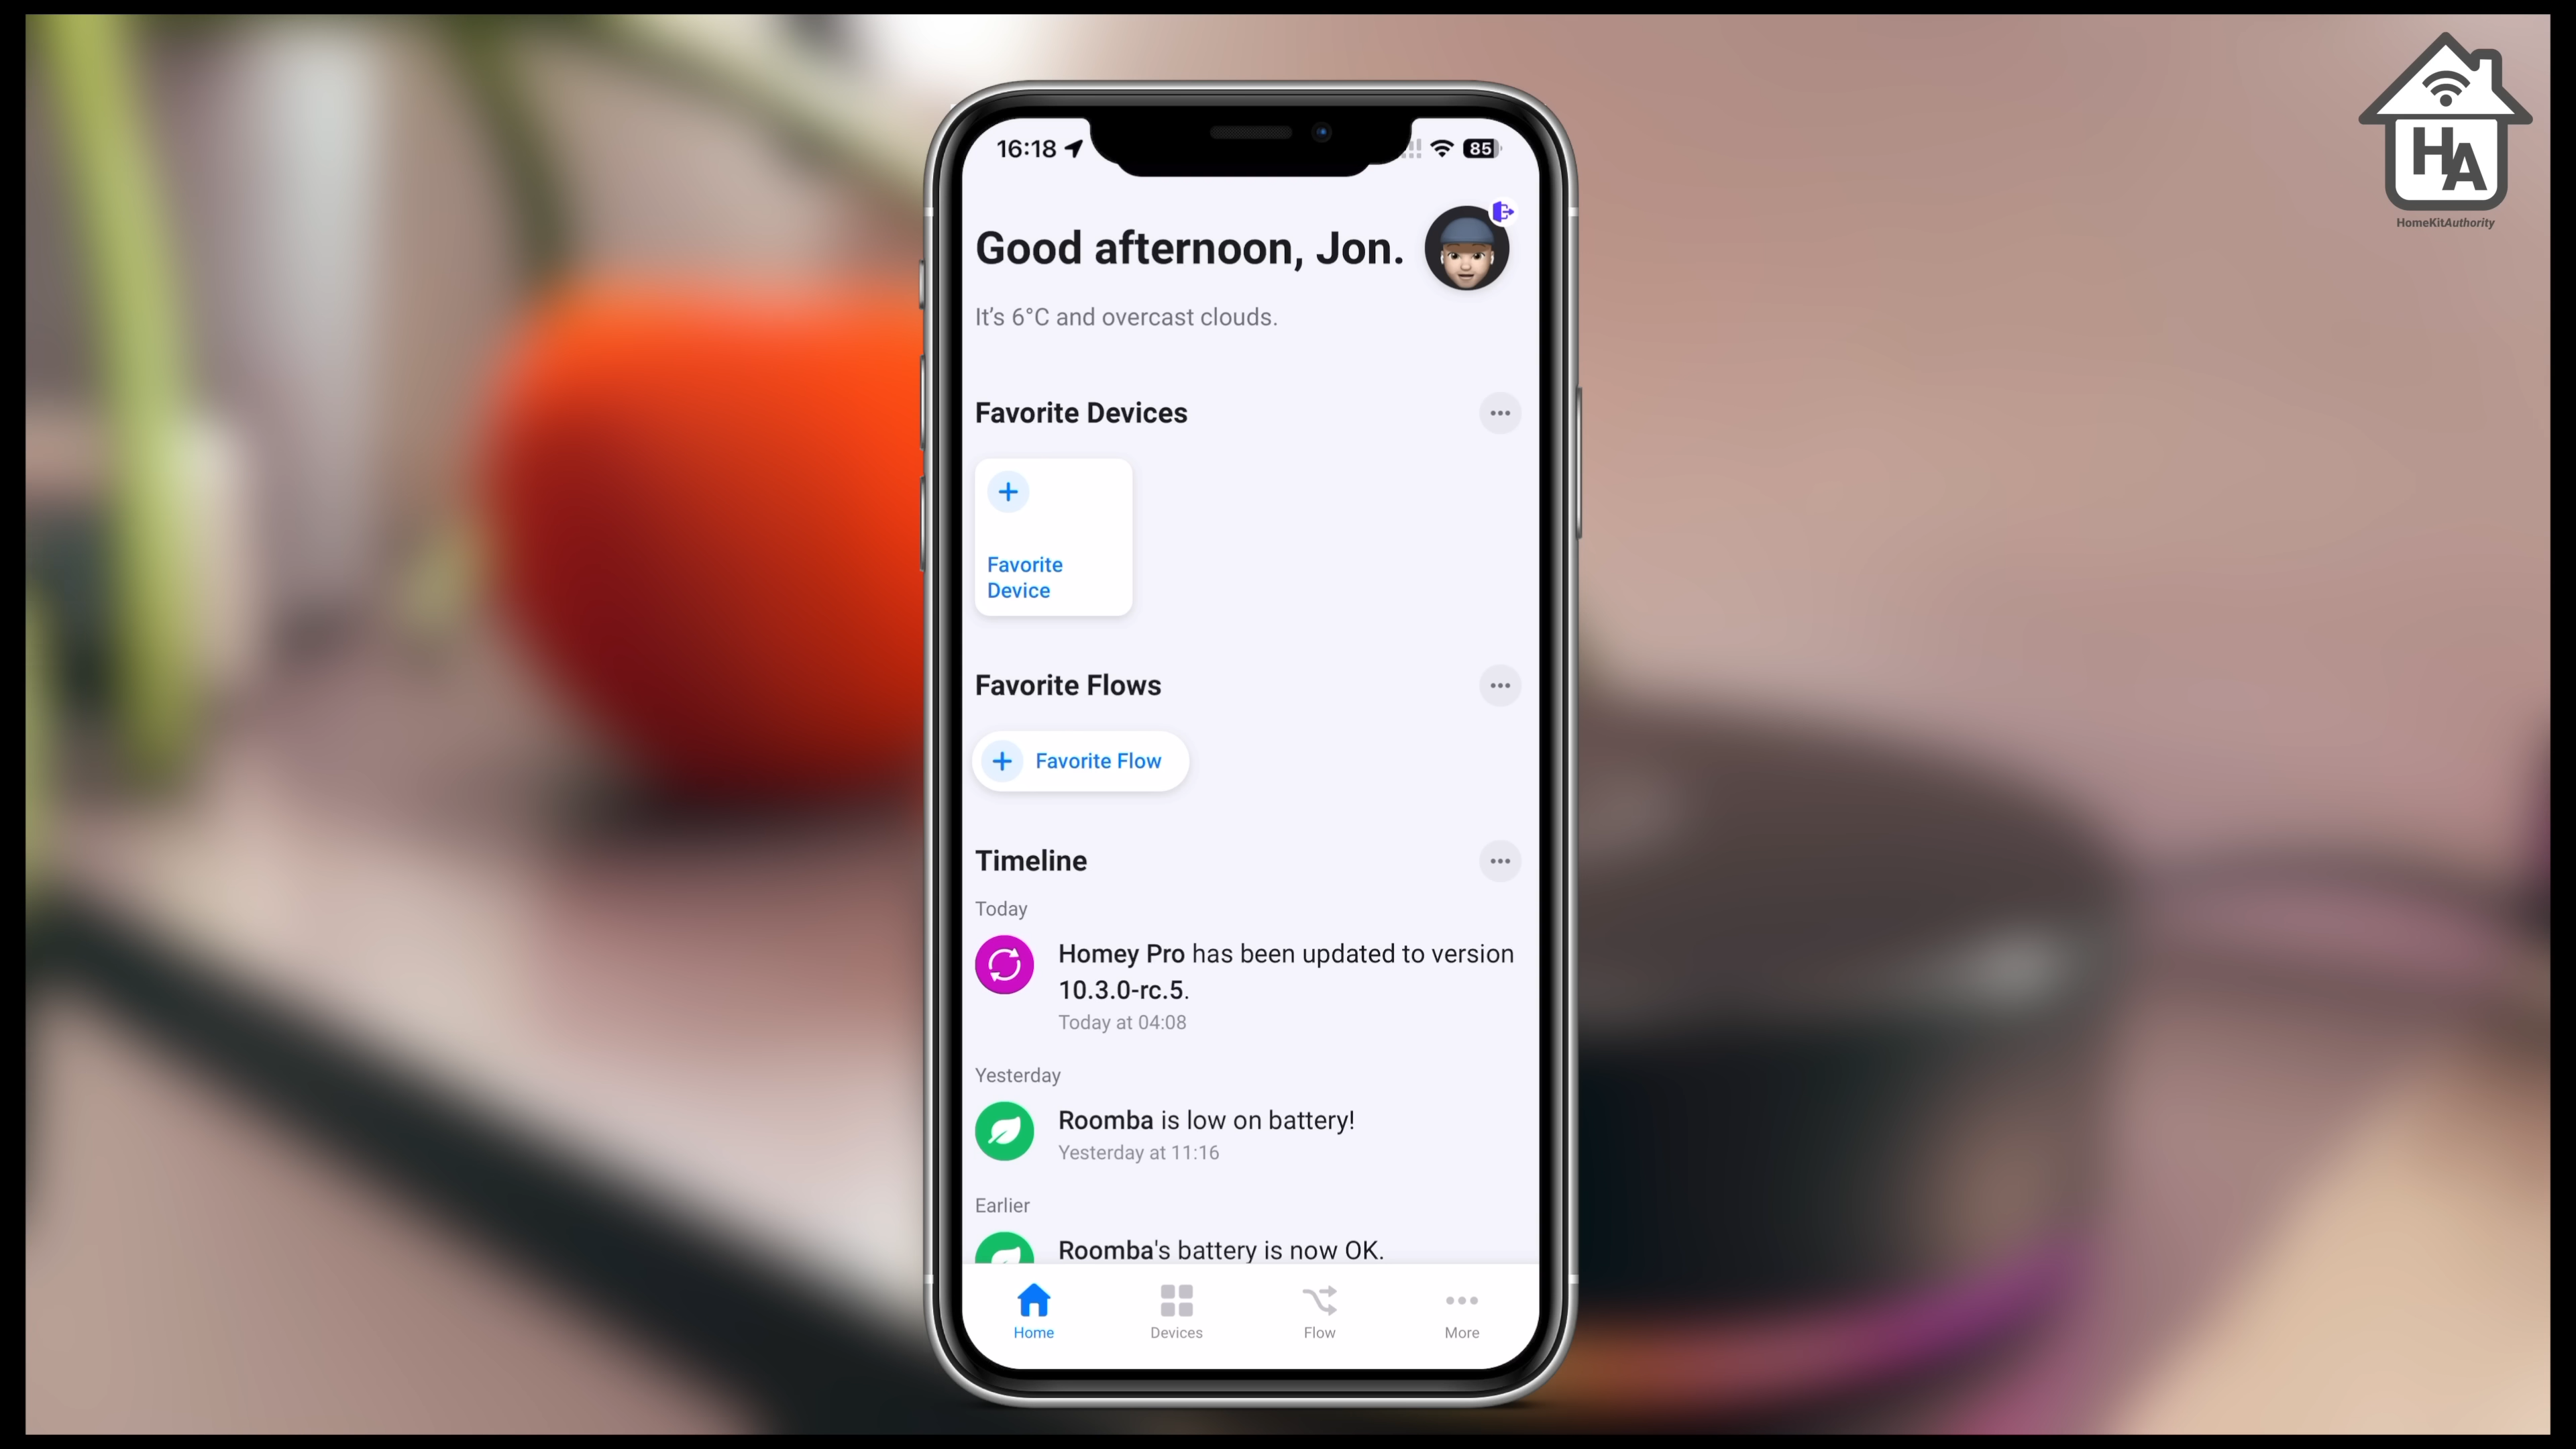 16:18
85
Good afternoon, Jon.
It's 6°C and overcast clouds.
Favorite Devices
Favorite
Device
Favorite Flows
Favorite Flow
Timeline
Today
Homey Pro has been updated to version
10.3.0-rc.5.
Today at 04:08
Yesterday
Roomba is low on battery!
Yesterday at 11:16
Earlier
Roomba's battery is now OK.
Home
Devices
Flow
More
HA
HomeKitAuthority